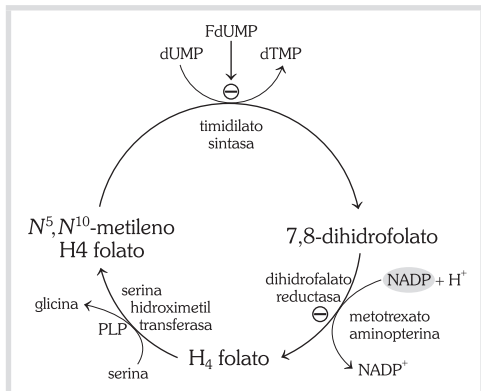 FdUMP
dUMP
dTMP
⊖
timidilato
sintasa
N⁵,N¹⁰-metileno
H4 folato
7,8-dihidrofolato
dihidrofalato
reductasa
NADP + H⁺
⊖
metotrexato
aminopterina
NADP⁺
H₄ folato
serina
hidroximetil
transferasa
glicina
PLP
serina